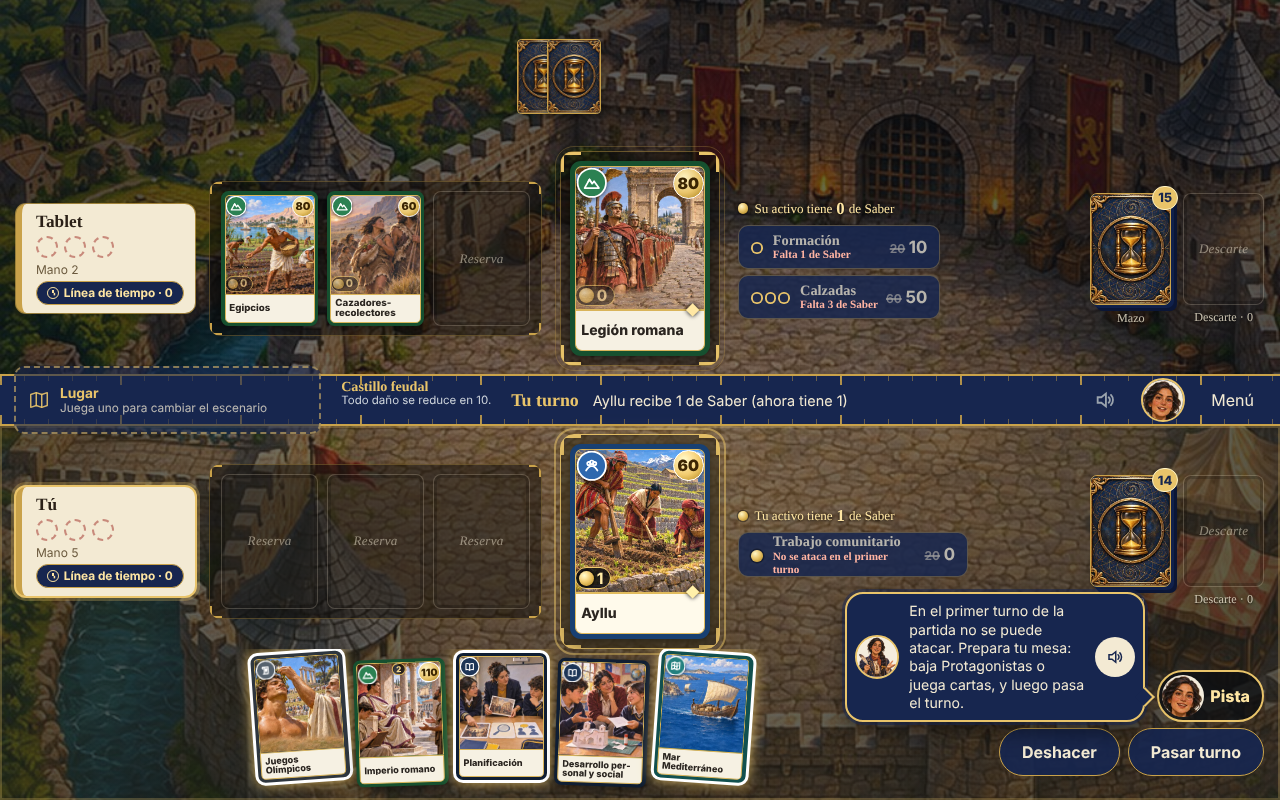 Tablet
Mano 2
Línea de tiempo · 0
80
0
Egipcios
60
0
Cazadores-
recolectores
Reserva
80
0
Legión romana
Su activo tiene 0 de Saber
Formación
Falta 1 de Saber
20 10
Calzadas
Falta 3 de Saber
60 50
15
Mazo
Descarte
Descarte · 0
Lugar
Juega uno para cambiar el escenario
Castillo feudal
Todo daño se reduce en 10.
Tu turno
Ayllu recibe 1 de Saber (ahora tiene 1)
Menú
Tú
Mano 5
Línea de tiempo · 0
Reserva
Reserva
Reserva
60
1
Ayllu
Tu activo tiene 1 de Saber
Trabajo comunitario
No se ataca en el primer
turno
20 0
14
Descarte
Descarte · 0
Juegos
Olímpicos
2
110
Imperio romano
Planificación
Desarrollo per-
sonal y social
Mar
Mediterráneo
En el primer turno de la
partida no se puede
atacar. Prepara tu mesa:
baja Protagonistas o
juega cartas, y luego pasa
el turno.
Pista
Deshacer
Pasar turno